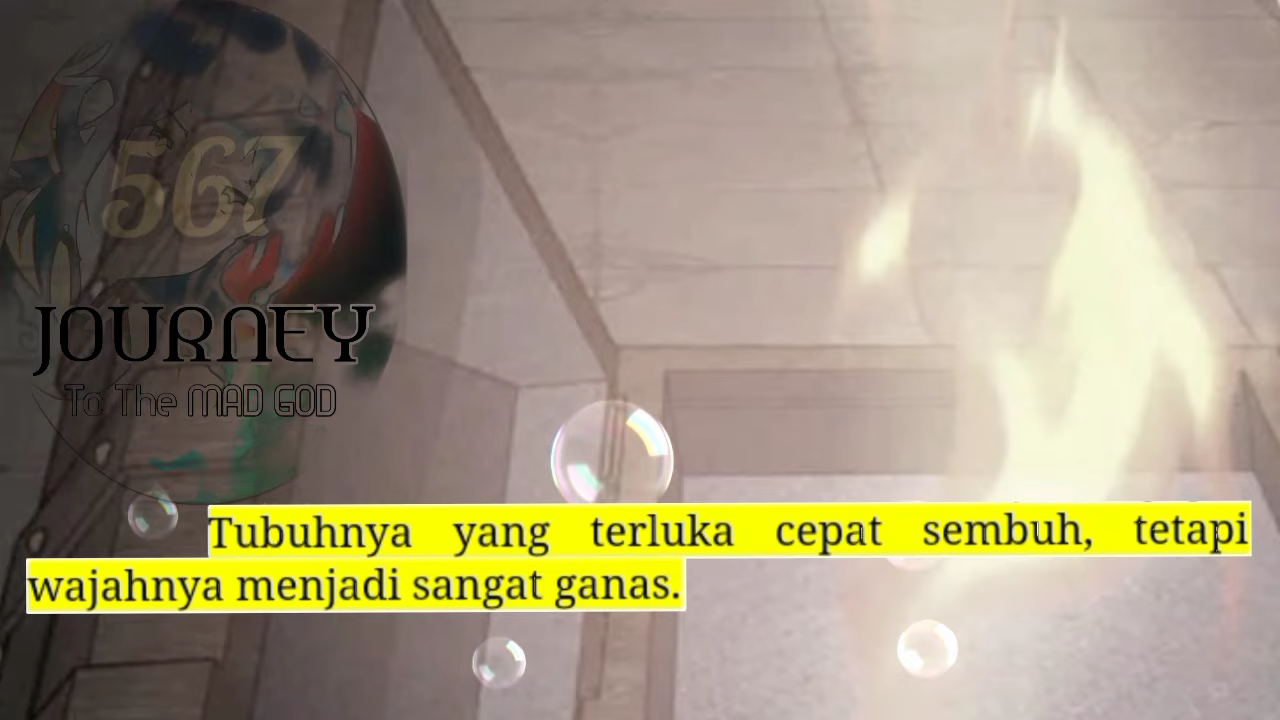 567
JOURNEY
To The MAD GOD
Tubuhnya yang terluka cepat sembuh, tetapi
wajahnya menjadi sangat ganas.